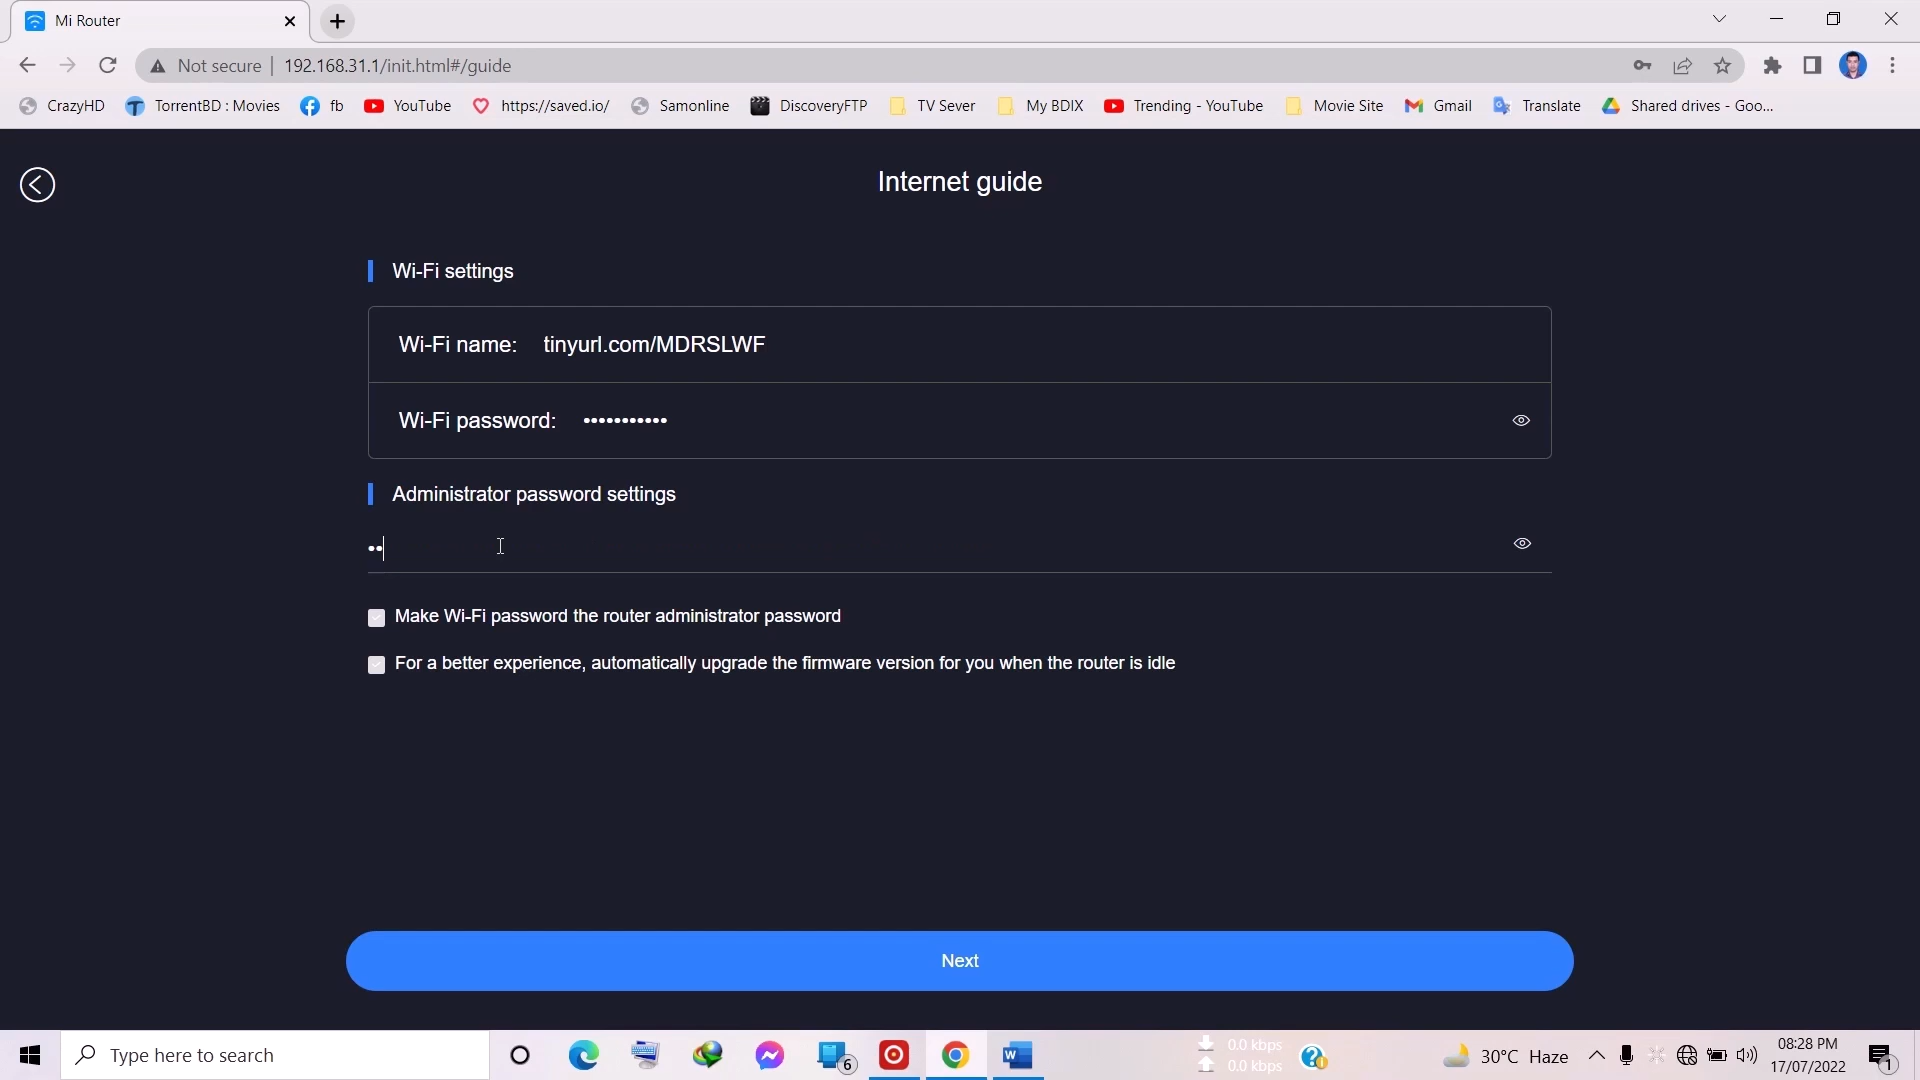 Mi Router
Not secure | 192.168.31.1/init.html#/guide
CrazyHD TorrentBD : Movies fb YouTube https://saved.io/ Samonline DiscoveryFTP TV Sever My BDIX Trending - YouTube Movie Site Gmail Translate Shared drives - Goo...
Internet guide
Wi-Fi settings
Wi-Fi name: tinyurl.com/MDRSLWF
Wi-Fi password: •••••••••••
Administrator password settings
••
Make Wi-Fi password the router administrator password
For a better experience, automatically upgrade the firmware version for you when the router is idle
Next
Type here to search
6
W
0.0 kbps
0.0 kbps
30°C Haze
08:28 PM
17/07/2022
1